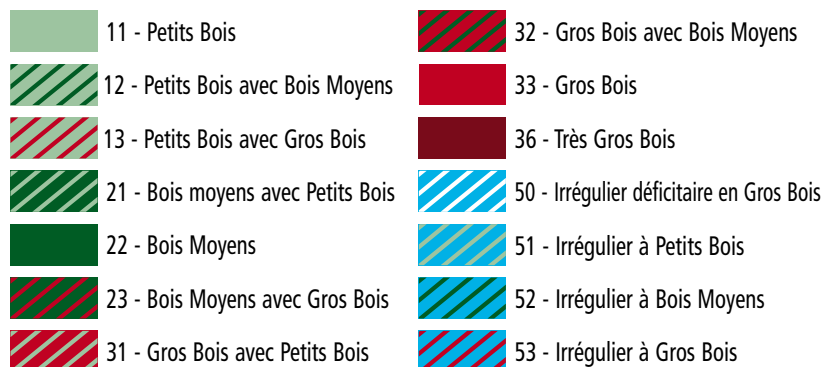 11 - Petits Bois
12 - Petits Bois avec Bois Moyens
13 - Petits Bois avec Gros Bois
21 - Bois moyens avec Petits Bois
22 - Bois Moyens
23 - Bois Moyens avec Gros Bois
31 - Gros Bois avec Petits Bois
32 - Gros Bois avec Bois Moyens
33 - Gros Bois
36 - Très Gros Bois
50 - Irrégulier déficitaire en Gros Bois
51 - Irrégulier à Petits Bois
52 - Irrégulier à Bois Moyens
53 - Irrégulier à Gros Bois